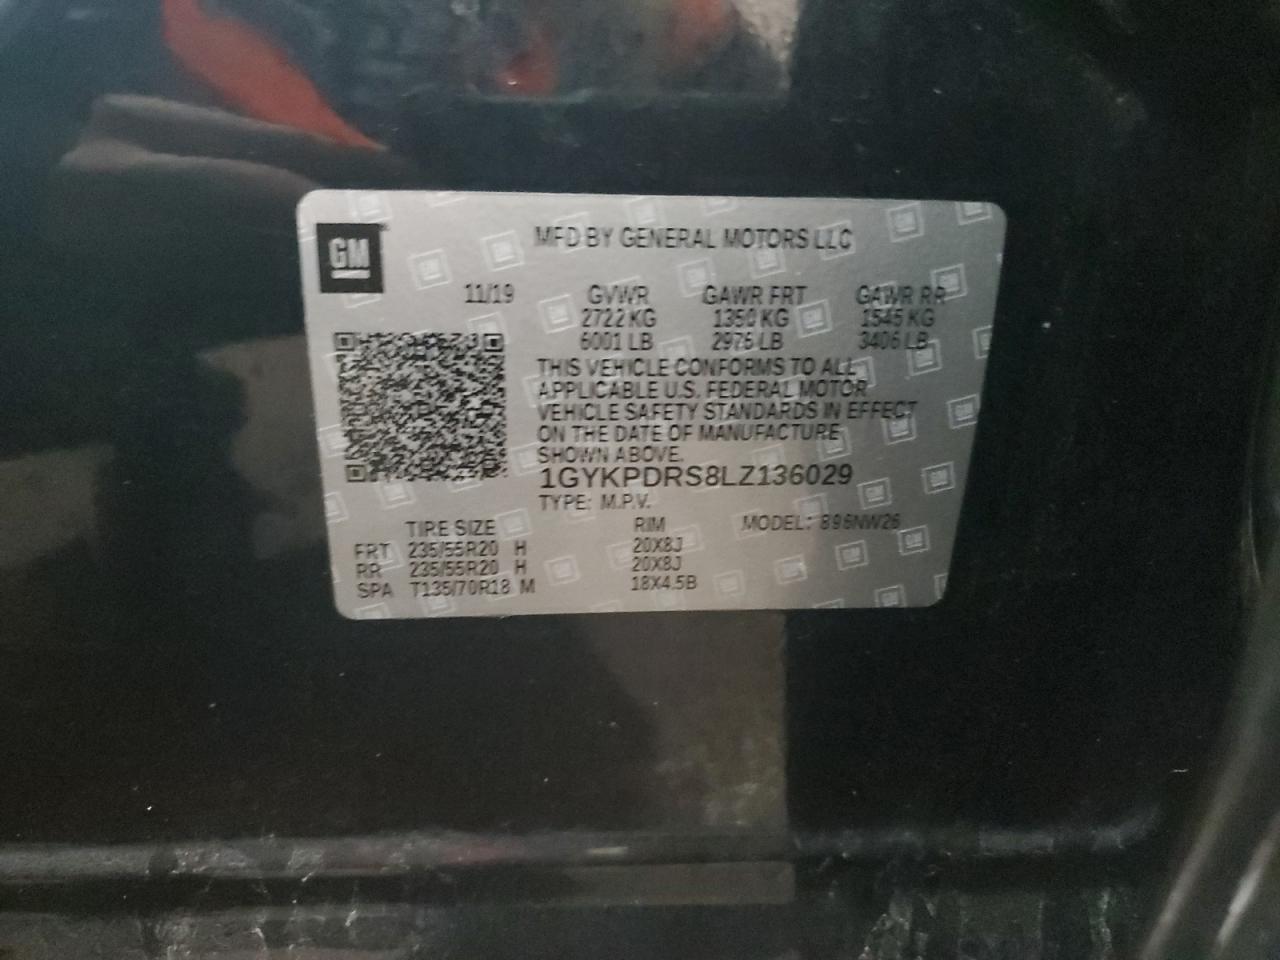 GM
MFD BY GENERAL MOTORS LLC
11/19 GVWR GAWR FRT GAWR RR
2722 KG 1350 KG 1545 KG
6001 LB 2976 LB 3406 LB
THIS VEHICLE CONFORMS TO ALL
APPLICABLE U.S. FEDERAL MOTOR
VEHICLE SAFETY STANDARDS IN EFFECT
ON THE DATE OF MANUFACTURE
SHOWN ABOVE.
1GYKPDRS8LZ136029
TYPE: M.P.V.
TIRE SIZE RIM MODEL: 896NW26
FRT 235/55R20 H 20X8J
RR 235/55R20 H 20X8J
SPA T135/70R18 M 18X4.5B